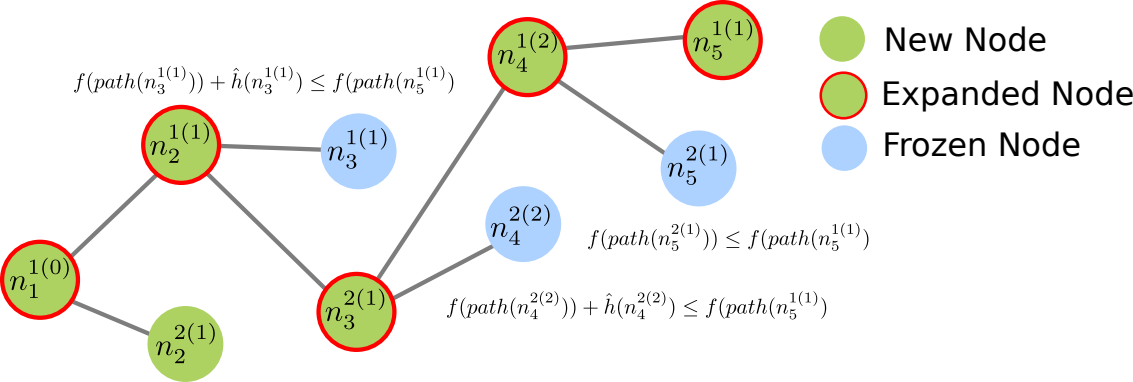 n_4^{1(2)}
n_5^{1(1)}
New Node
f(path(n_3^{1(1)})) + ĥ(n_3^{1(1)}) ≤ f(path(n_5^{1(1)})
Expanded Node
n_2^{1(1)}
n_3^{1(1)}
Frozen Node
n_5^{2(1)}
n_4^{2(2)}
f(path(n_5^{2(1)})) ≤ f(path(n_5^{1(1)})
n_1^{1(0)}
n_3^{2(1)}
f(path(n_4^{2(2)})) + ĥ(n_4^{2(2)}) ≤ f(path(n_5^{1(1)})
n_2^{2(1)}